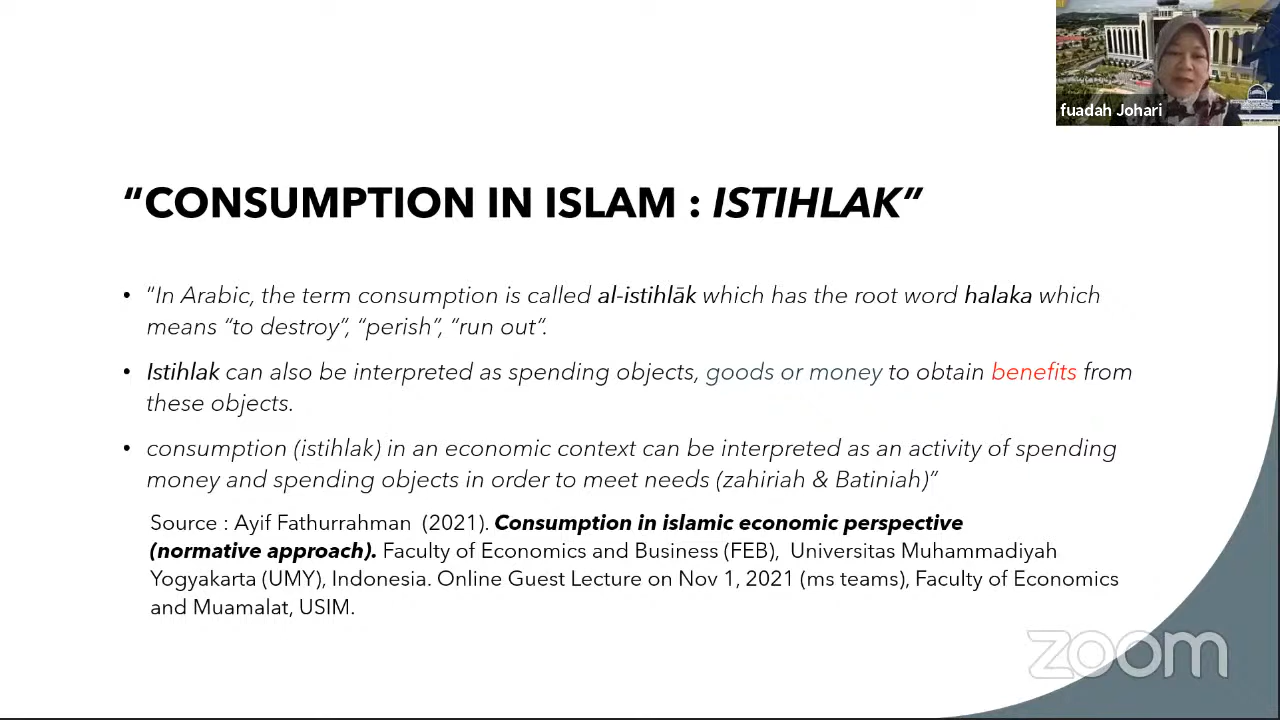 fuadah Johari
“CONSUMPTION IN ISLAM : ISTIHLAK”
• “In Arabic, the term consumption is called al-istihlāk which has the root word halaka which
means “to destroy”, “perish”, “run out”.
• Istihlak can also be interpreted as spending objects, goods or money to obtain benefits from
these objects.
• consumption (istihlak) in an economic context can be interpreted as an activity of spending
money and spending objects in order to meet needs (zahiriah & Batiniah)”
Source : Ayif Fathurrahman (2021). Consumption in islamic economic perspective
(normative approach). Faculty of Economics and Business (FEB), Universitas Muhammadiyah
Yogyakarta (UMY), Indonesia. Online Guest Lecture on Nov 1, 2021 (ms teams), Faculty of Economics
and Muamalat, USIM.
zoom